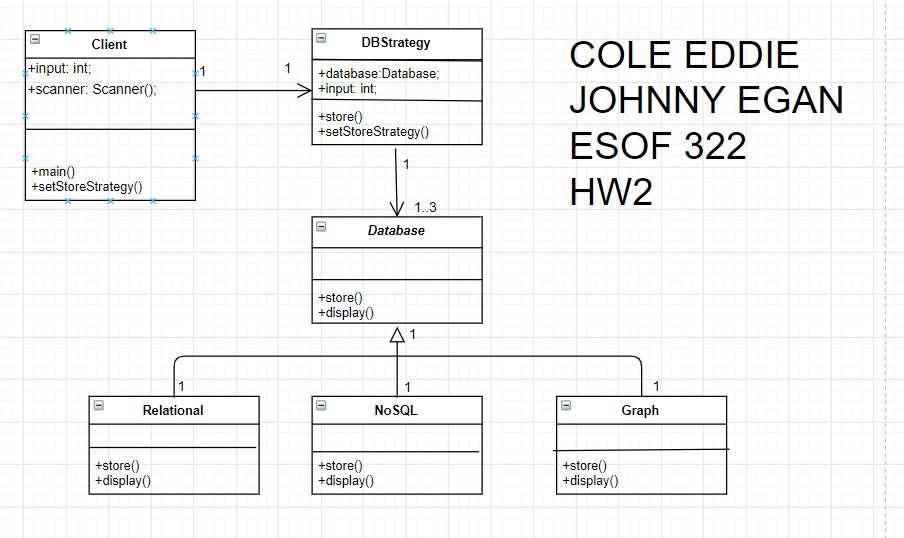 Client
+input: int;
+scanner: Scanner();
+main()
+setStoreStrategy()
1
1
DBStrategy
+database:Database;
+input: int;
+store()
+setStoreStrategy()
COLE EDDIE
JOHNNY EGAN
ESOF 322
HW2
1
1..3
Database
+store()
+display()
1
1
1
1
Relational
+store()
+display()
NoSQL
+store()
+display()
Graph
+store()
+display()